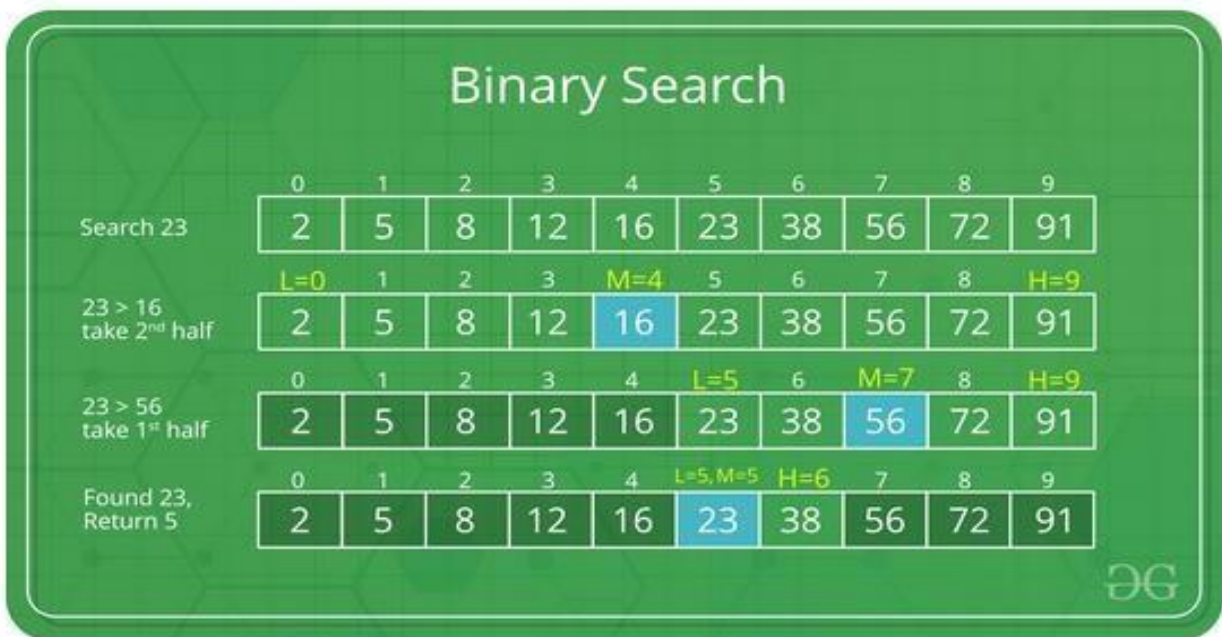 Binary Search
0 1 2 3 4 5 6 7 8 9
Search 23 2 5 8 12 16 23 38 56 72 91
L=0 1 2 3 M=4 5 6 7 8 H=9
23 > 16
take 2nd half 2 5 8 12 16 23 38 56 72 91
0 1 2 3 4 L=5 6 M=7 8 H=9
23 > 56
take 1st half 2 5 8 12 16 23 38 56 72 91
0 1 2 3 4 L=5, M=5 H=6 7 8 9
Found 23,
Return 5 2 5 8 12 16 23 38 56 72 91